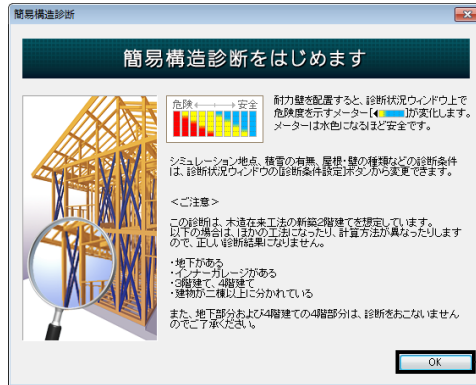 簡易構造診断
簡易構造診断をはじめます
危険←→安全
耐力壁を配置すると、診断状況ウィンドウ上で
危険度を示すメーター[ ]が変化します。
メーターは水色になるほど安全です。
シミュレーション地点、積雪の有無、屋根・壁の種類などの診断条件
は、診断状況ウィンドウの[診断条件設定]ボタンから変更できます。
<ご注意>
この診断は、木造在来工法の新築2階建てを想定しています。
以下の場合は、ほかの工法になったり、計算方法が異なったりします
ので、正しい診断結果になりません。
・地下がある
・インナーガレージがある
・3階建て、4階建て
・建物が二棟以上に分かれている
また、地下部分および4階建ての4階部分は、診断をおこないません
のでご了承ください。
OK